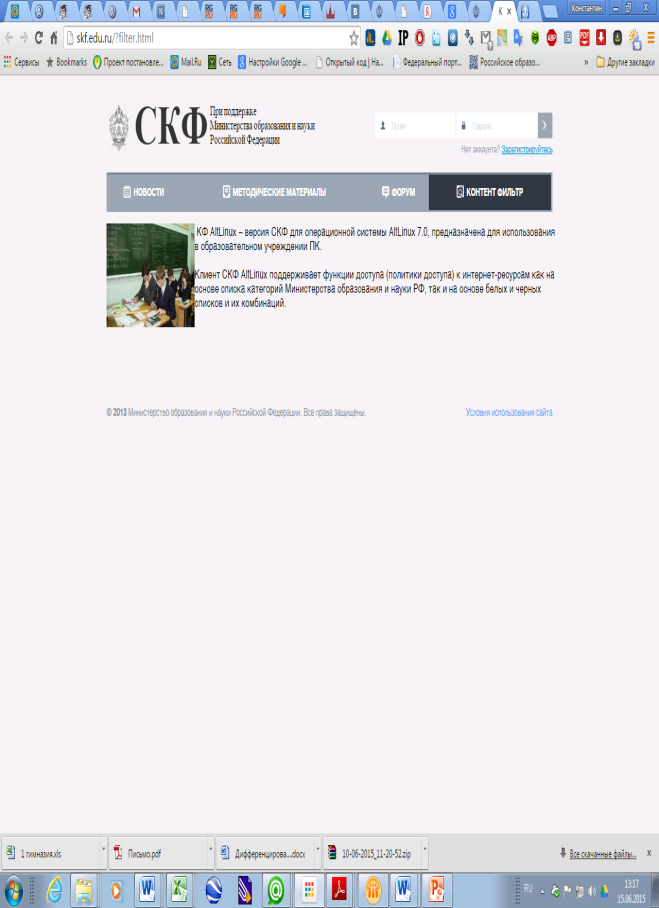 Константин
skf.edu.ru/?filter.html
Сервисы Bookmarks Проект постановле... Mail.Ru Сеть Настройки Google ... Открытый код | На... Федеральный порт... Российское образо... » Другие закладки
СКФ
При поддержке
Министерства образования и науки
Российской Федерации
Логин Пароль
Нет аккаунта? Зарегистрируйтесь
НОВОСТИ МЕТОДИЧЕСКИЕ МАТЕРИАЛЫ ФОРУМ КОНТЕНТ ФИЛЬТР
КФ AltLinux – версия СКФ для операционной системы AltLinux 7.0, предназначена для использования
в образовательном учреждении ПК.
Клиент СКФ AltLinux поддерживает функции доступа (политики доступа) к интернет-ресурсам как на
основе списка категорий Министерства образования и науки РФ, так и на основе белых и черных
списков и их комбинаций.
© 2013 Министерство образования и науки Российской Федерации. Все права защищены. Условия использования сайта
1 гимназия.xls Письмо.pdf Дифференцирова....docx 10-06-2015_11-20-52.zip Все скачанные файлы...
RU 13:17
15.06.2015